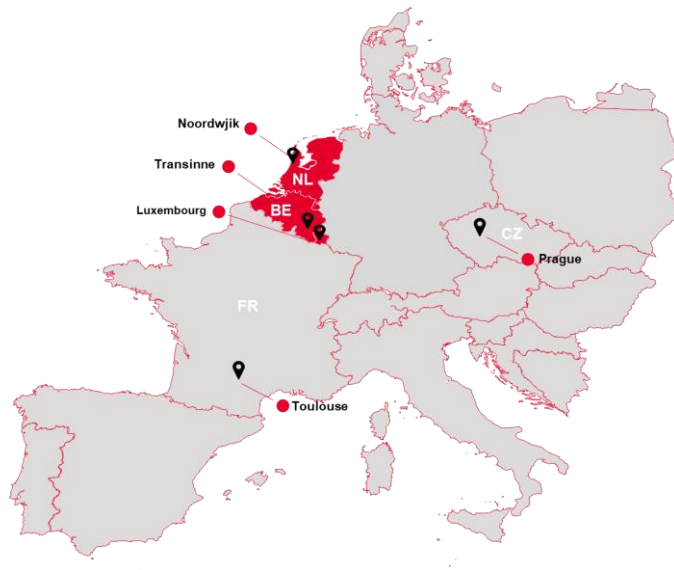 Noordwjik
NL
Transinne
BE
Luxembourg
CZ
Prague
FR
Toulouse